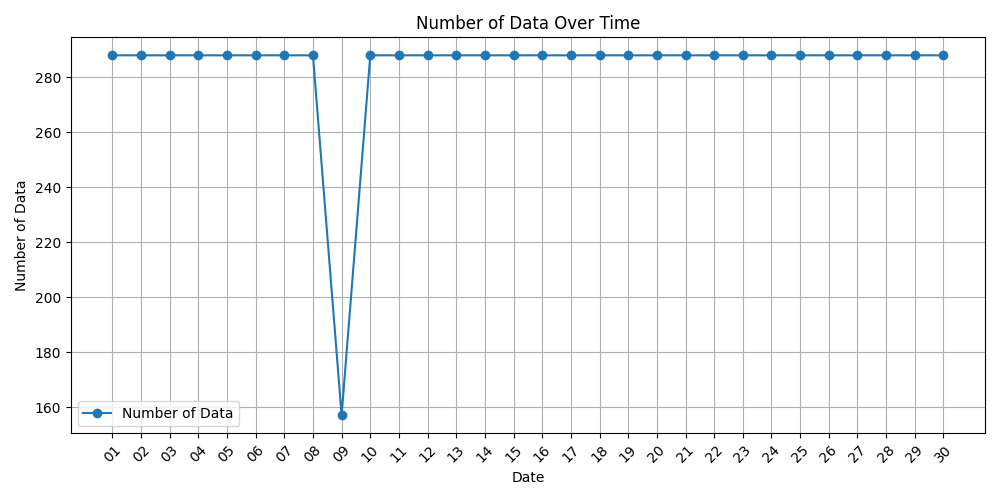 Number of Data Over Time
Number of Data
280
260
240
220
200
180
160
Number of Data
01 02 03 04 05 06 07 08 09 10 11 12 13 14 15 16 17 18 19 20 21 22 23 24 25 26 27 28 29 30
Date